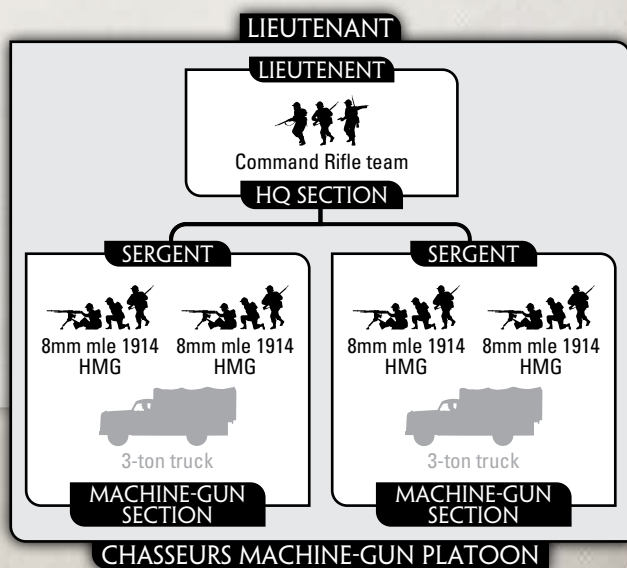 LIEUTENANT
LIEUTENENT
Command Rifle team
HQ SECTION
SERGENT
8mm mle 1914
HMG
8mm mle 1914
HMG
3-ton truck
MACHINE-GUN
SECTION
SERGENT
8mm mle 1914
HMG
8mm mle 1914
HMG
3-ton truck
MACHINE-GUN
SECTION
CHASSEURS MACHINE-GUN PLATOON